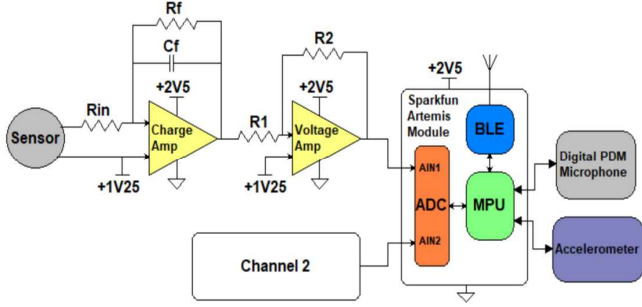 Rf
Cf
R2
+2V5
+2V5
+2V5
Sparkfun
Artemis
Module
BLE
Rin
Sensor
Charge
Amp
R1
Voltage
Amp
+1V25
+1V25
AIN1
ADC
AIN2
MPU
Digital PDM
Microphone
Accelerometer
Channel 2